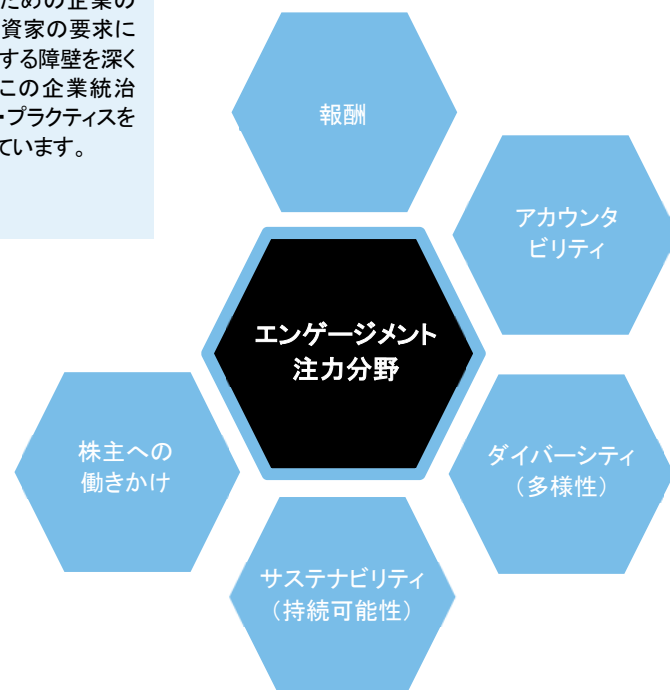 ための企業の
資家の要求に
する障壁を深く
この企業統治
・プラクティスを
ています。
報酬
アカウンタ
ビリティ
エンゲージメント
注力分野
株主への
働きかけ
ダイバーシティ
（多様性）
サステナビリティ
（持続可能性）